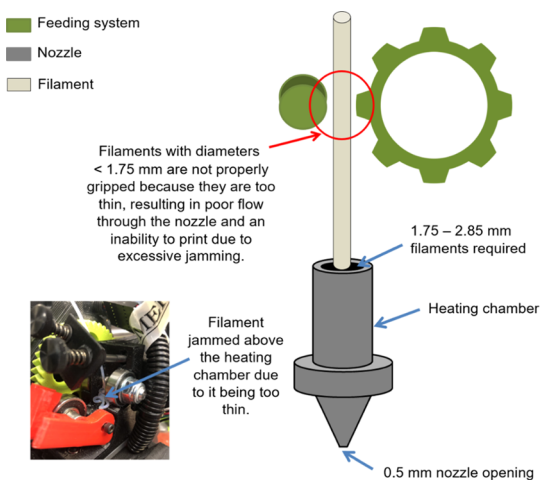 Feeding system
Nozzle
Filament
Filaments with diameters
< 1.75 mm are not properly
gripped because they are too
thin, resulting in poor flow
through the nozzle and an
inability to print due to
excessive jamming.
1.75 – 2.85 mm
filaments required
Heating chamber
Filament
jammed above
the heating
chamber due
to it being too
thin.
0.5 mm nozzle opening